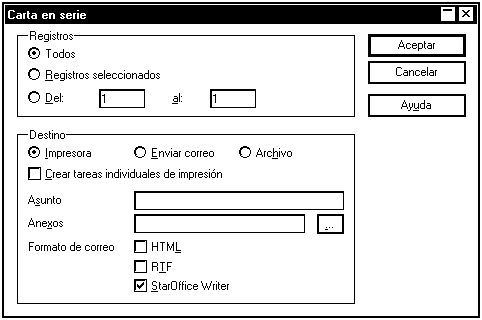 Carta en serie
Registros
Todos
Registros seleccionados
Del: 1 al: 1
Aceptar
Cancelar
Ayuda
Destino
Impresora Enviar correo Archivo
Crear tareas individuales de impresión
Asunto
Anexos ...
Formato de correo HTML
RTF
StarOffice Writer